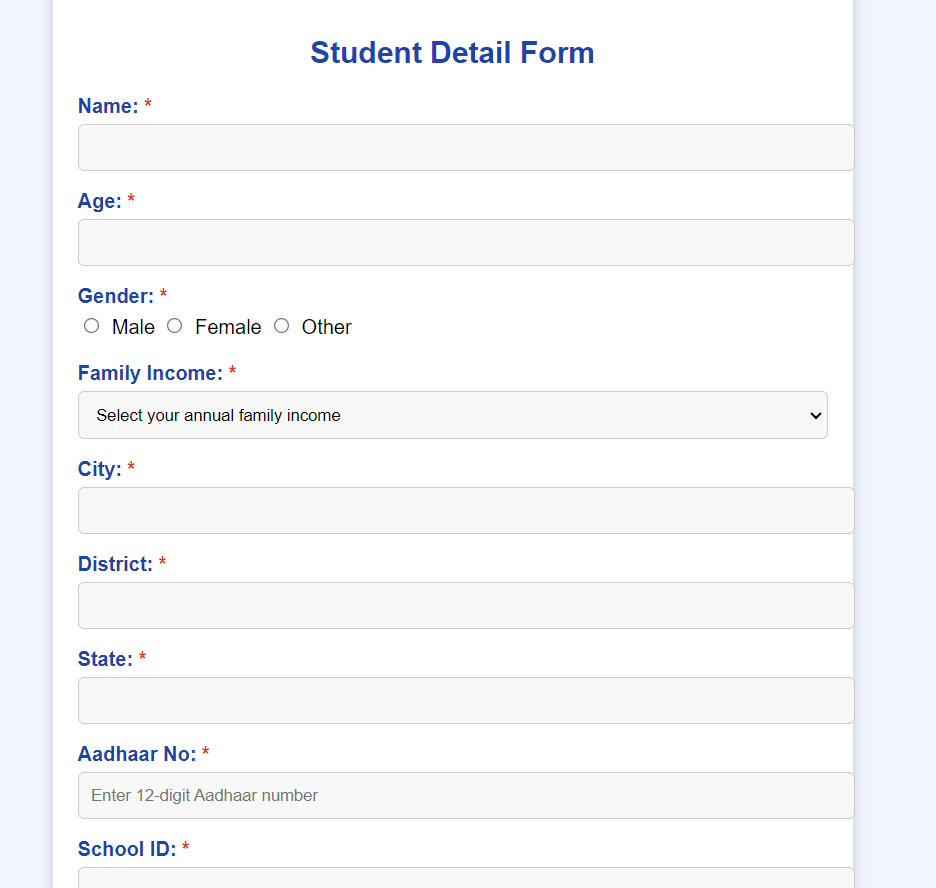 Student Detail Form
Name: *
Age: *
Gender: *
Male Female Other
Family Income: *
Select your annual family income
City: *
District: *
State: *
Aadhaar No: *
Enter 12-digit Aadhaar number
School ID: *